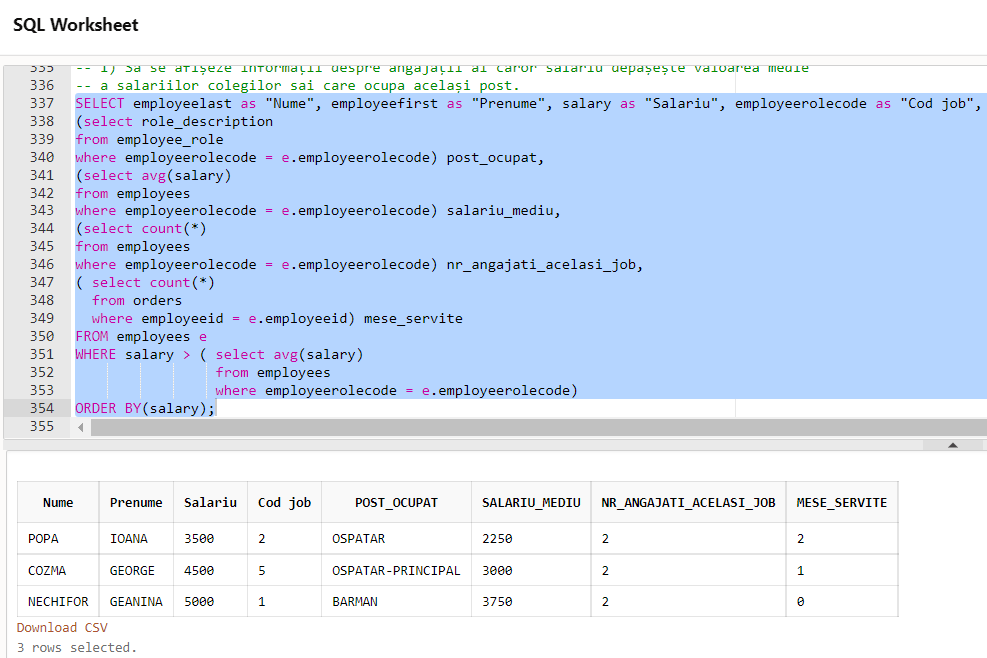 SQL Worksheet
335 -- 1) Să se afișeze informații despre angajații al căror salariu depășește valoarea medie
336 -- a salariilor colegilor sai care ocupa același post.
337 SELECT employeelast as "Nume", employeefirst as "Prenume", salary as "Salariu", employeerolecode as "Cod job",
338 (select role_description
339 from employee_role
340 where employeerolecode = e.employeerolecode) post_ocupat,
341 (select avg(salary)
342 from employees
343 where employeerolecode = e.employeerolecode) salariu_mediu,
344 (select count(*)
345 from employees
346 where employeerolecode = e.employeerolecode) nr_angajati_acelasi_job,
347 ( select count(*)
348 from orders
349 where employeeid = e.employeeid) mese_servite
350 FROM employees e
351 WHERE salary > ( select avg(salary)
352 from employees
353 where employeerolecode = e.employeerolecode)
354 ORDER BY(salary);
355
Nume Prenume Salariu Cod job POST_OCUPAT SALARIU_MEDIU NR_ANGAJATI_ACELASI_JOB MESE_SERVITE
POPA IOANA 3500 2 OSPATAR 2250 2 2
COZMA GEORGE 4500 5 OSPATAR-PRINCIPAL 3000 2 1
NECHIFOR GEANINA 5000 1 BARMAN 3750 2 0
Download CSV
3 rows selected.